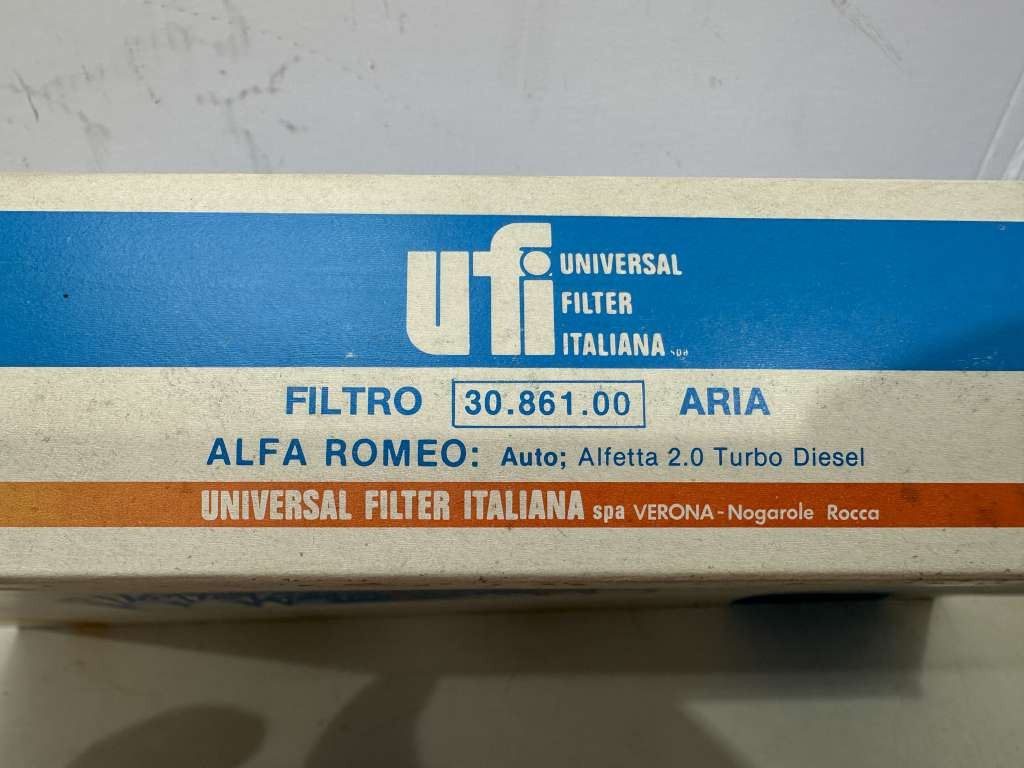 ufi
UNIVERSAL
FILTER
ITALIANA spa
FILTRO 30.861.00 ARIA
ALFA ROMEO: Auto; Alfetta 2.0 Turbo Diesel
UNIVERSAL FILTER ITALIANA spa VERONA-Nogarole Rocca